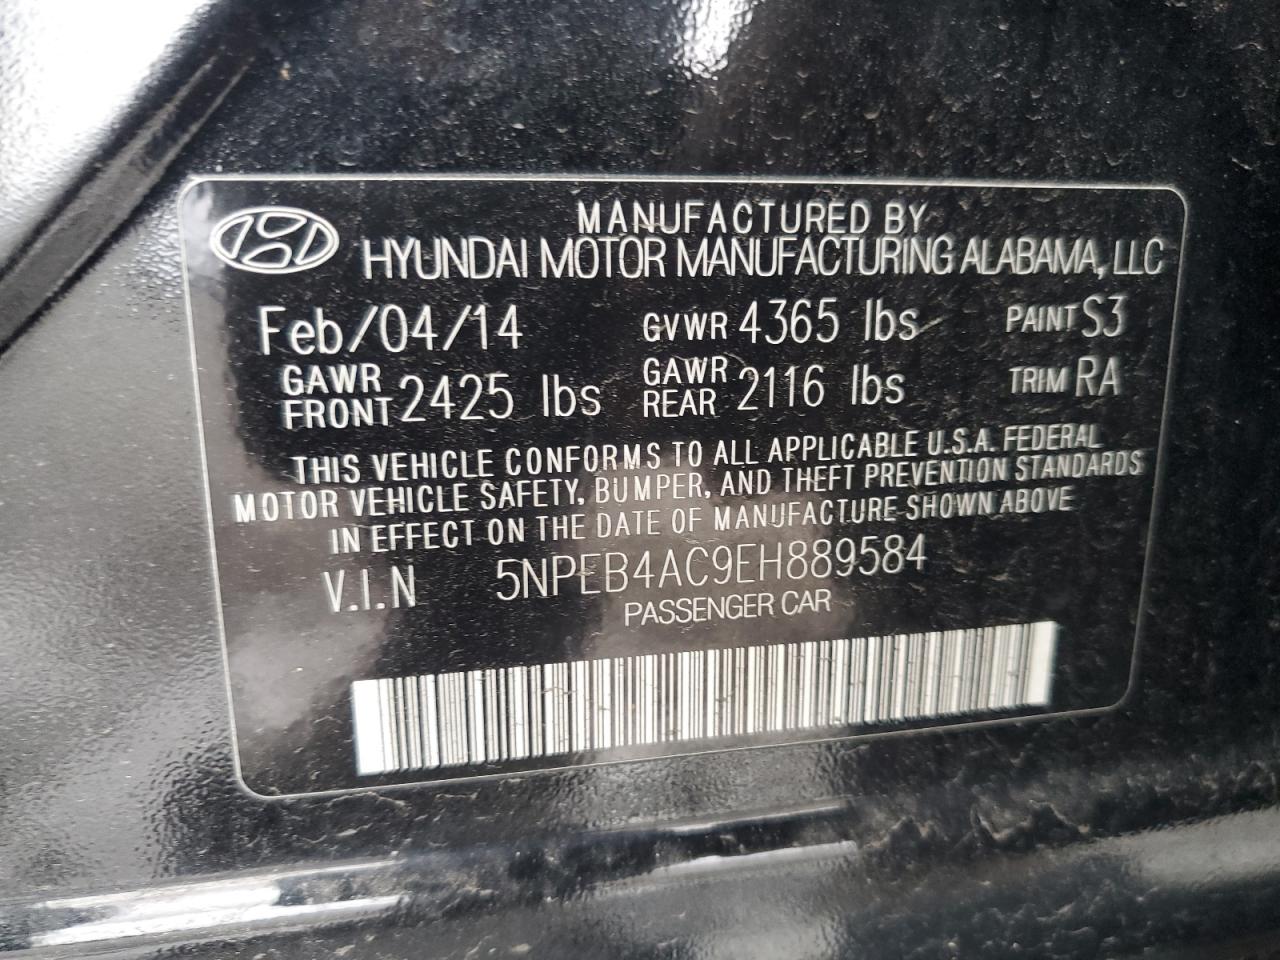 MANUFACTURED BY
HYUNDAI MOTOR MANUFACTURING ALABAMA, LLC
Feb/04/14 GVWR 4365 lbs PAINT S3
GAWR FRONT 2425 lbs GAWR REAR 2116 lbs TRIM RA
THIS VEHICLE CONFORMS TO ALL APPLICABLE U.S.A. FEDERAL
MOTOR VEHICLE SAFETY, BUMPER, AND THEFT PREVENTION STANDARDS
IN EFFECT ON THE DATE OF MANUFACTURE SHOWN ABOVE
V.I.N 5NPEB4AC9EH889584
PASSENGER CAR